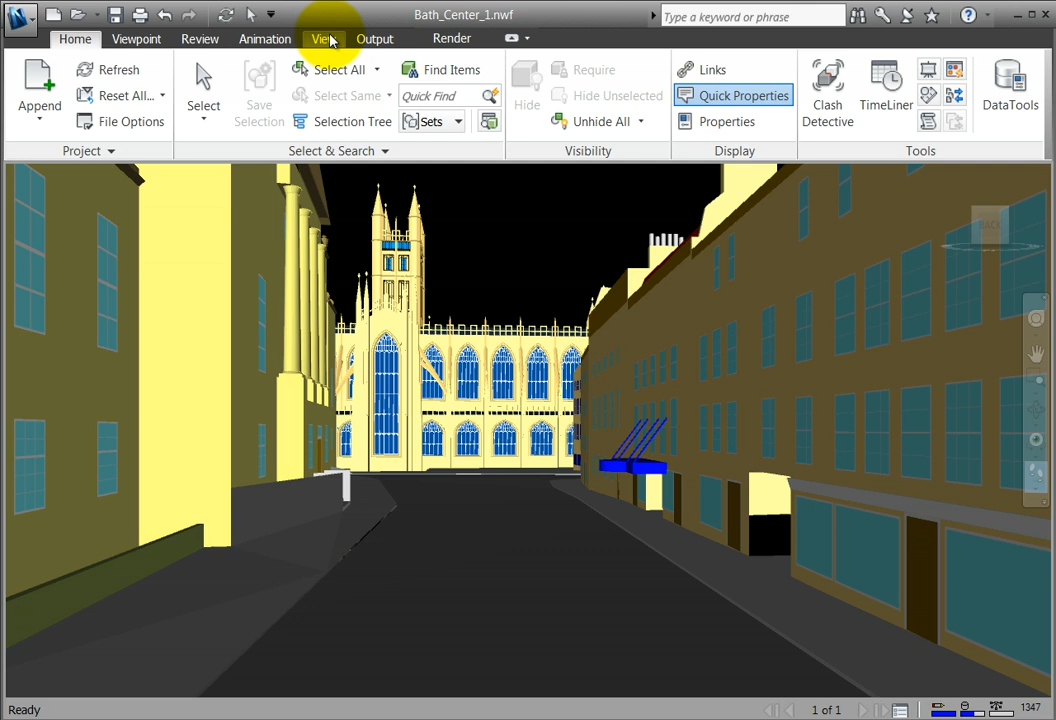 Bath_Center_1.nwf
Type a keyword or phrase
Home Viewpoint Review Animation View Output Render
Append
Refresh
Reset All...
File Options
Project
Select
Save Selection
Select All
Select Same
Selection Tree
Find Items
Quick Find
Sets
Select & Search
Hide
Require
Hide Unselected
Unhide All
Visibility
Links
Quick Properties
Properties
Display
Clash Detective
TimeLiner
DataTools
Tools
BACK
Ready
1 of 1
1347